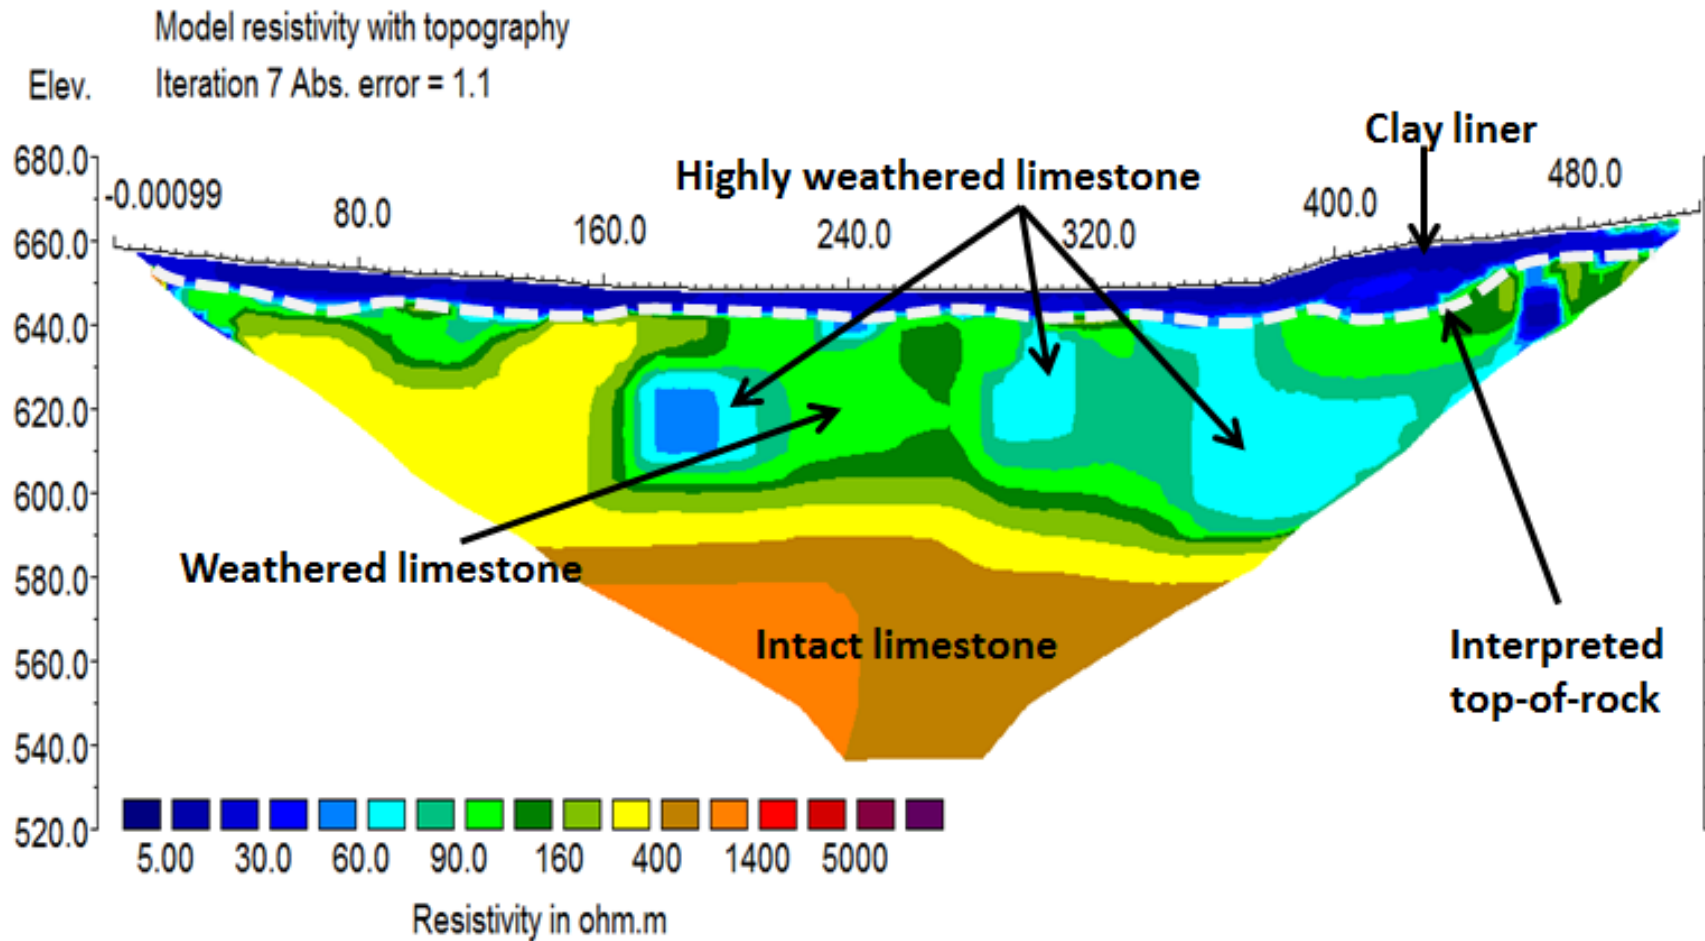 Model resistivity with topography
Elev.
Iteration 7 Abs. error = 1.1
Clay liner
680.0
Highly weathered limestone
480.0
-0.00099
80.0
400.0
160.0
240.0
320.0
660.0
640.0
620.0
600.0
Weathered limestone
580.0
Intact limestone
560.0
Interpreted
top-of-rock
540.0
520.0
5.00 30.0 60.0 90.0 160 400 1400 5000
Resistivity in ohm.m